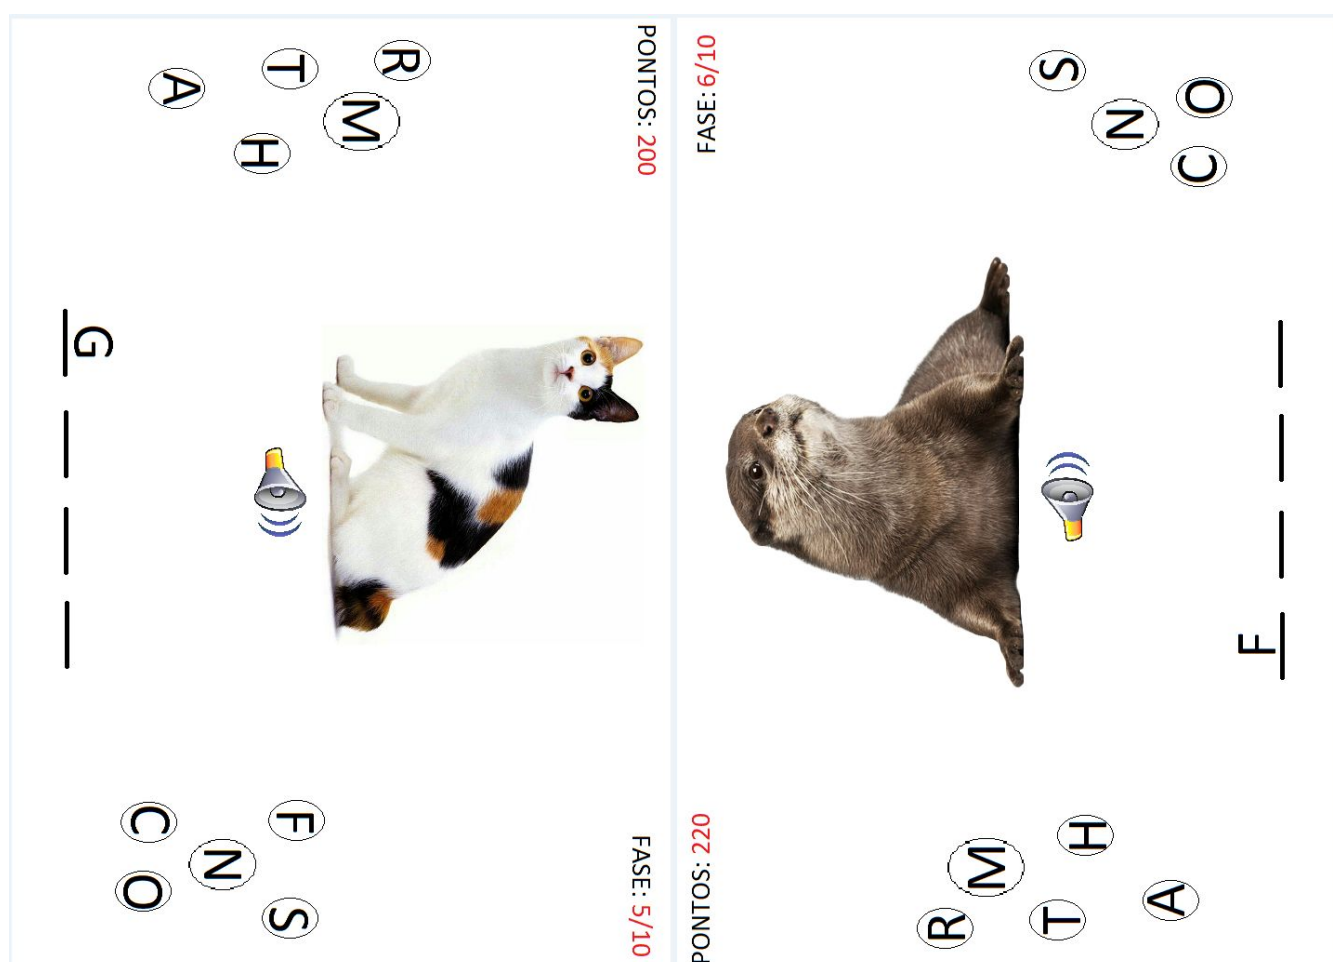 PONTOS: 200 FASE: 5/10
R
M
T F S
H
N
A
C
O
G _ _ _
PONTOS: 220 FASE: 6/10
R
M
T S
H
N
A
C
O
F _ _ _